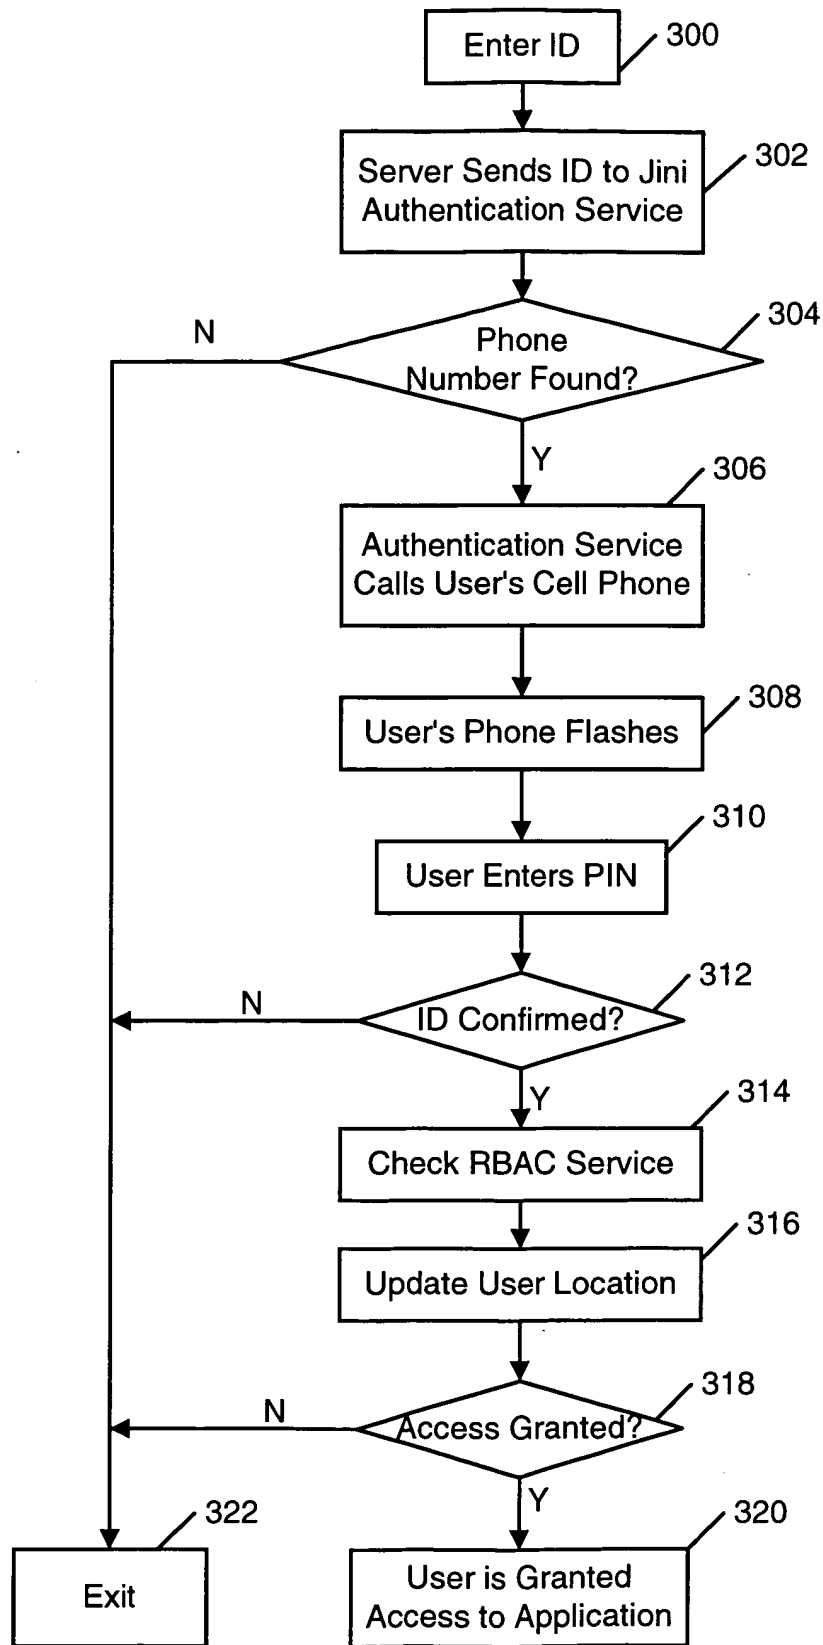 Enter ID
300
Server Sends ID to Jini
Authentication Service
302
Phone
Number Found?
304
N
Y
Authentication Service
Calls User's Cell Phone
306
User's Phone Flashes
308
User Enters PIN
310
ID Confirmed?
312
N
Y
Check RBAC Service
314
Update User Location
316
Access Granted?
318
N
Y
Exit
322
User is Granted
Access to Application
320